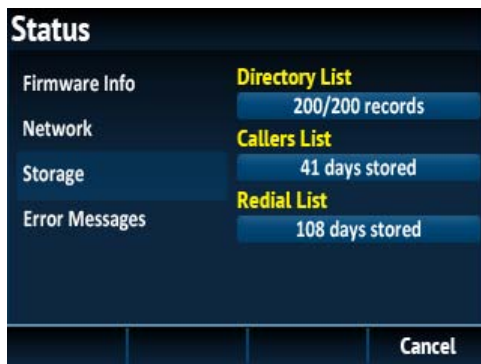 Status
Firmware Info
Network
Storage
Error Messages
Directory List
200/200 records
Callers List
41 days stored
Redial List
108 days stored
Cancel